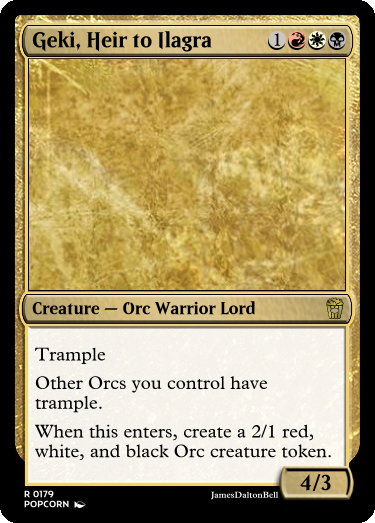 Geki, Heir to Ilagra 1
Creature — Orc Warrior Lord
Trample
Other Orcs you control have
trample.
When this enters, create a 2/1 red,
white, and black Orc creature token.
4/3
R 0179
POPCORN
JamesDaltonBell